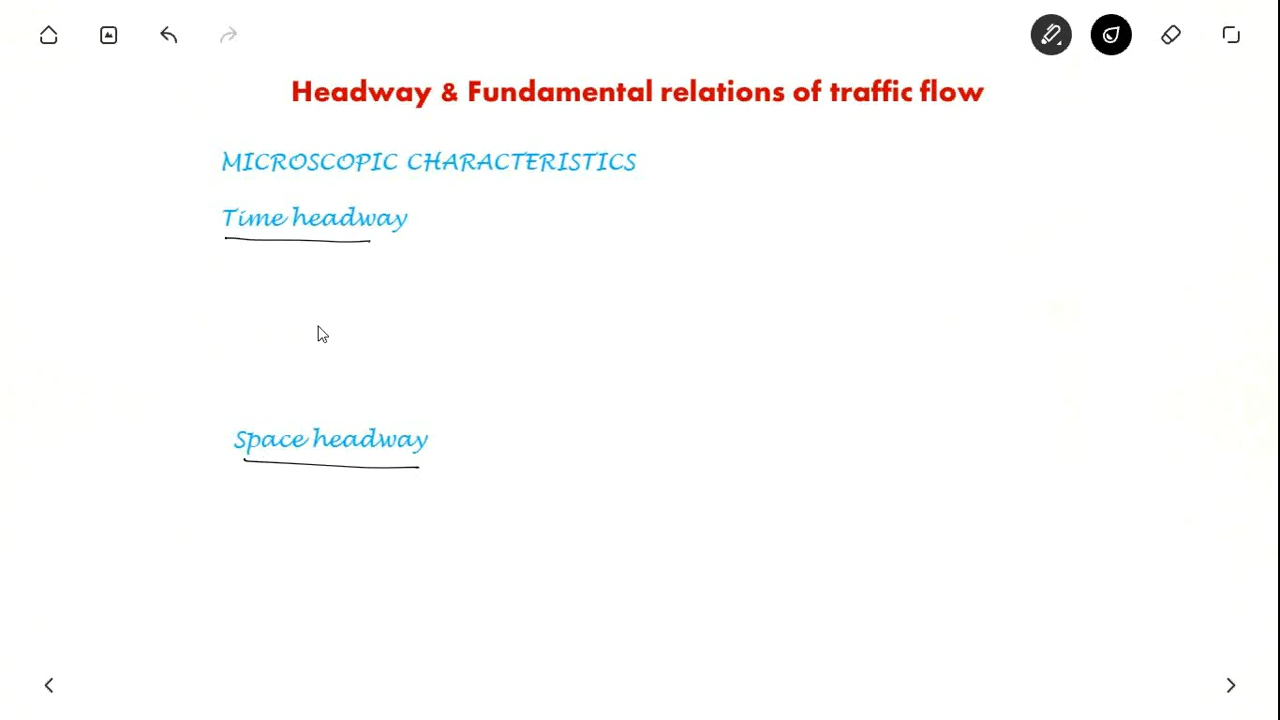 Headway & Fundamental relations of traffic flow
MICROSCOPIC CHARACTERISTICS
Time headway
Space headway